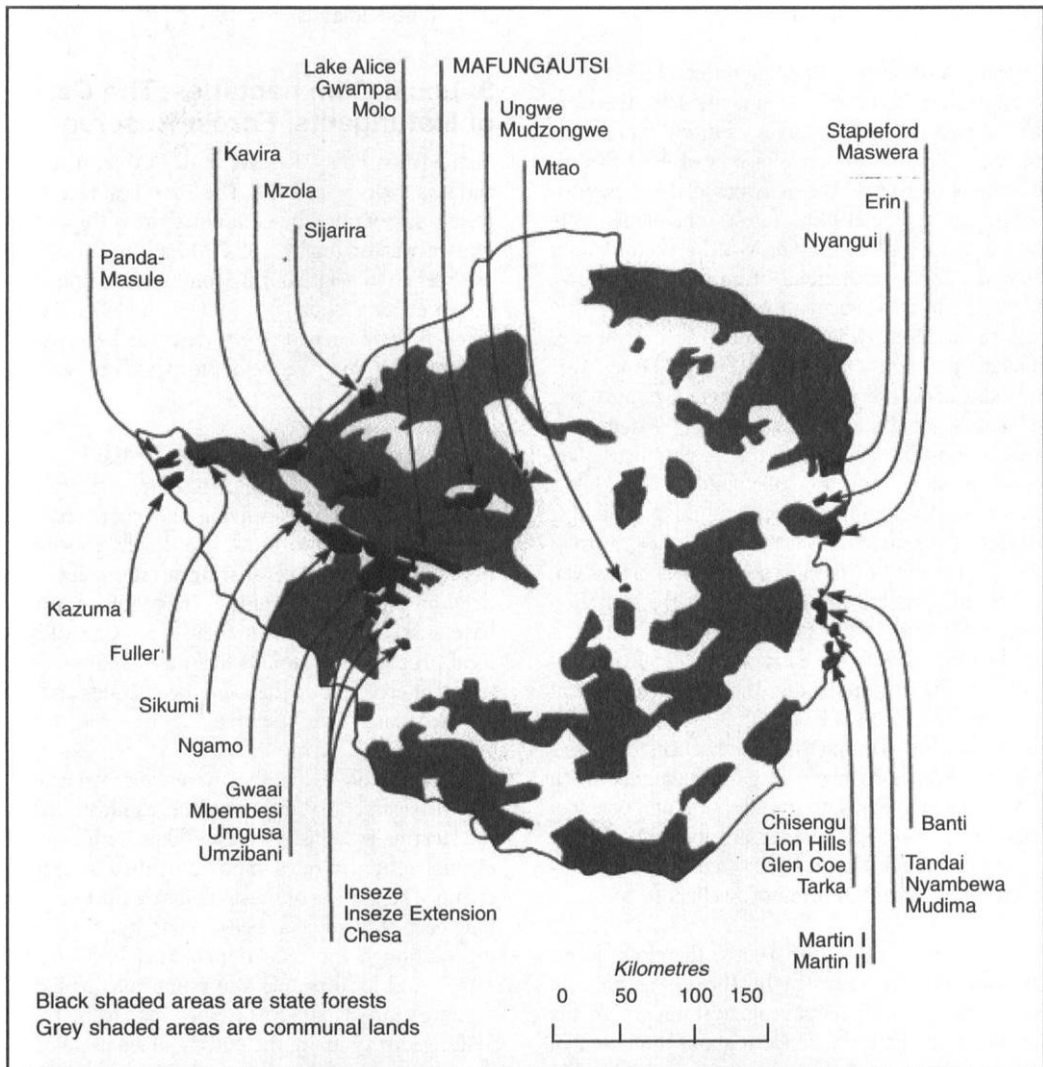 Lake Alice
Gwampa
Molo
MAFUNGAUTSI
Ungwe
Mudzongwe
Mtao
Kavira
Mzola
Sijarira
Panda-
Masule
Stapleford
Maswera
Erin
Nyangui
Kazuma
Fuller
Sikumi
Ngamo
Gwaai
Mbembesi
Umgusa
Umzibani
Inseze
Inseze Extension
Chesa
Banti
Tandai
Nyambewa
Mudima
Chisengu
Lion Hills
Glen Coe
Tarka
Martin I
Martin II
Kilometres
0 50 100 150
Black shaded areas are state forests
Grey shaded areas are communal lands